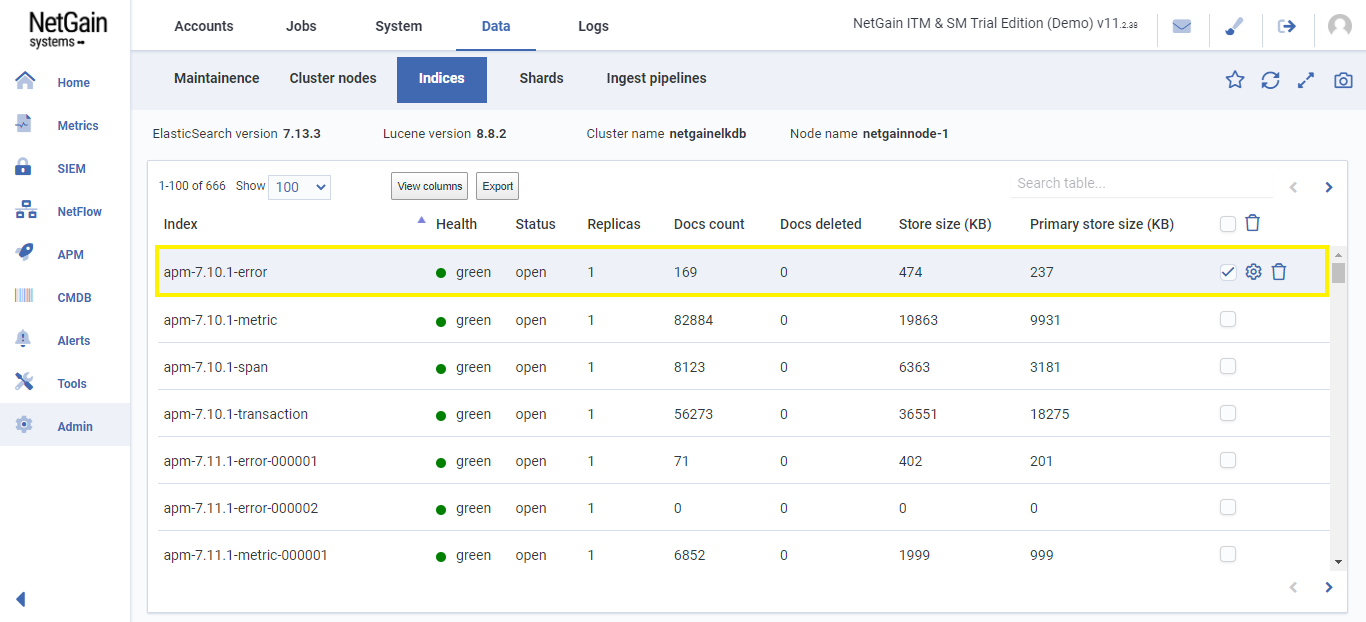 NetGain
systems
Accounts Jobs System Data Logs
NetGain ITM & SM Trial Edition (Demo) v11.2.38
Maintainence Cluster nodes Indices Shards Ingest pipelines
Home
Metrics
SIEM
NetFlow
APM
CMDB
Alerts
Tools
Admin
ElasticSearch version 7.13.3 Lucene version 8.8.2 Cluster name netgainelkdb Node name netgainnode-1
1-100 of 666 Show 100 View columns Export Search table...
Index Health Status Replicas Docs count Docs deleted Store size (KB) Primary store size (KB)
apm-7.10.1-error green open 1 169 0 474 237
apm-7.10.1-metric green open 1 82884 0 19863 9931
apm-7.10.1-span green open 1 8123 0 6363 3181
apm-7.10.1-transaction green open 1 56273 0 36551 18275
apm-7.11.1-error-000001 green open 1 71 0 402 201
apm-7.11.1-error-000002 green open 1 0 0 0 0
apm-7.11.1-metric-000001 green open 1 6852 0 1999 999